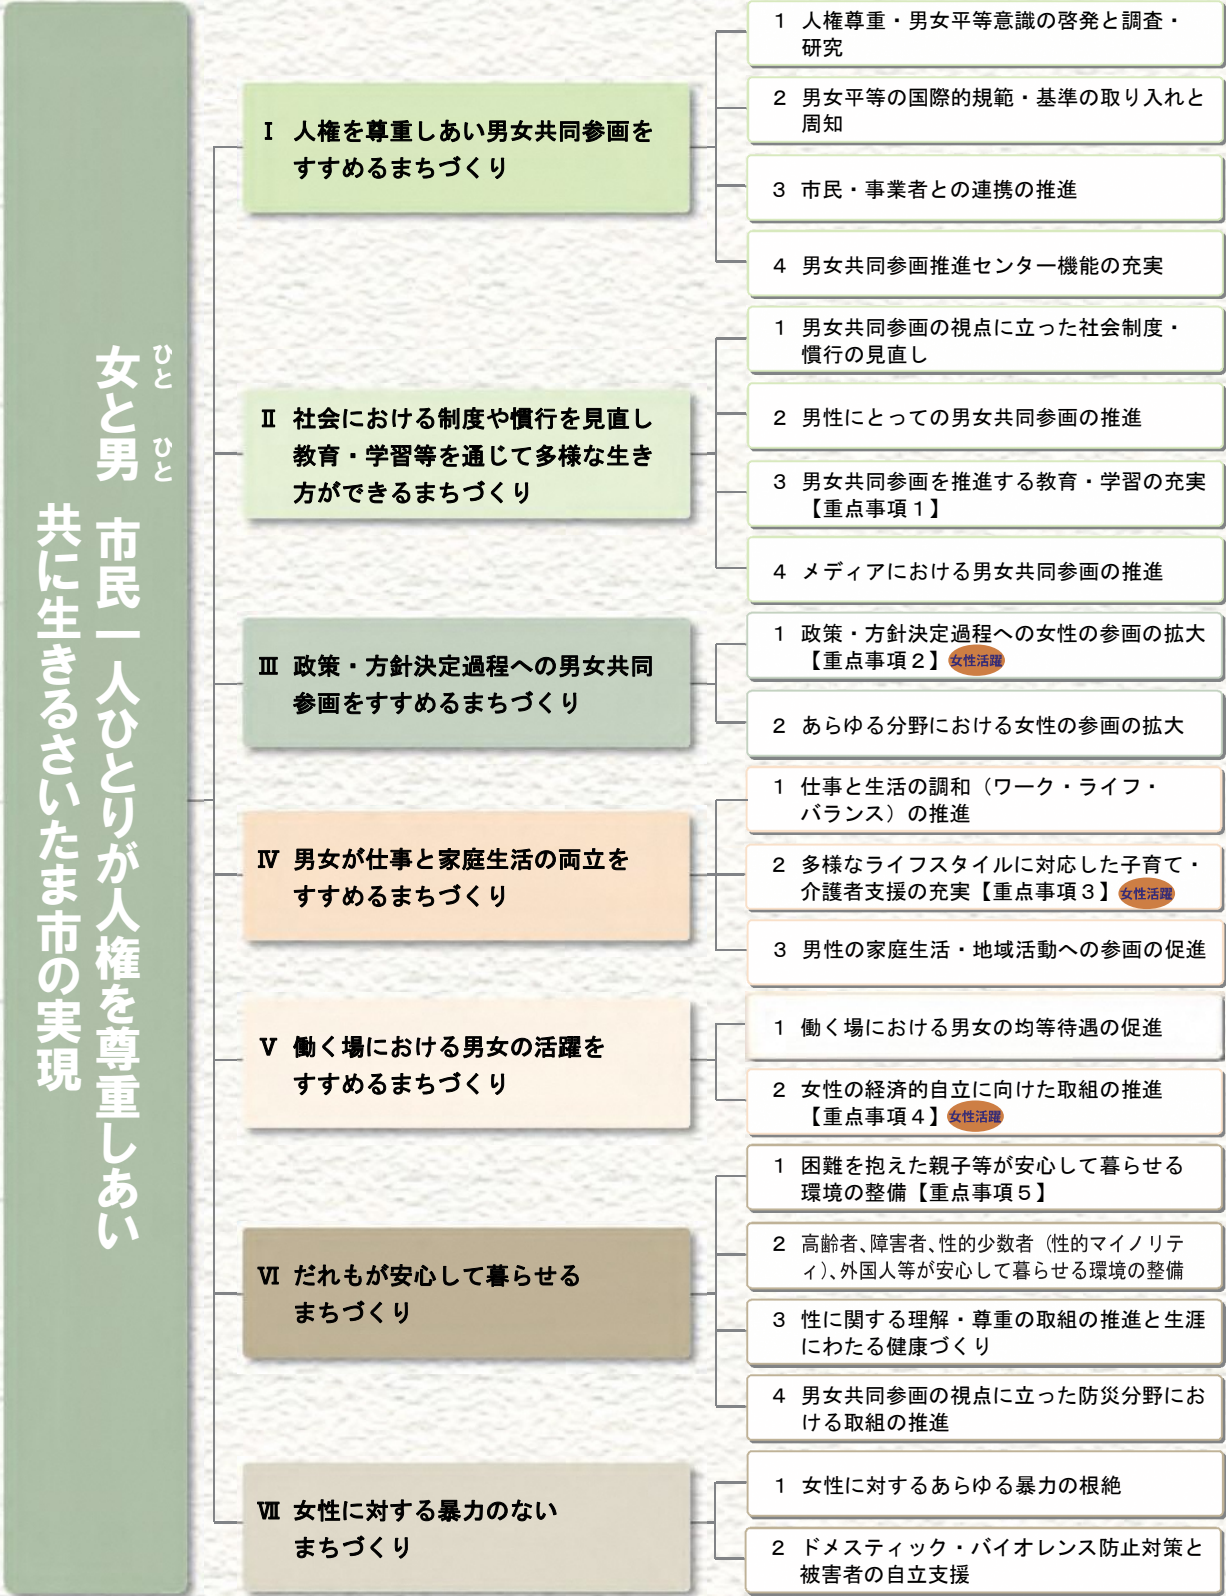 女と男 市民一人ひとりが人権を尊重しあい
ひと ひと
共に生きるさいたま市の実現
Ⅰ 人権を尊重しあい男女共同参画を
すすめるまちづくり
1 人権尊重・男女平等意識の啓発と調査・
研究
2 男女平等の国際的規範・基準の取り入れと
周知
3 市民・事業者との連携の推進
4 男女共同参画推進センター機能の充実
Ⅱ 社会における制度や慣行を見直し
教育・学習等を通じて多様な生き
方ができるまちづくり
1 男女共同参画の視点に立った社会制度・
慣行の見直し
2 男性にとっての男女共同参画の推進
3 男女共同参画を推進する教育・学習の充実
【重点事項１】
4 メディアにおける男女共同参画の推進
Ⅲ 政策・方針決定過程への男女共同
参画をすすめるまちづくり
1 政策・方針決定過程への女性の参画の拡大
【重点事項２】 女性活躍
2 あらゆる分野における女性の参画の拡大
Ⅳ 男女が仕事と家庭生活の両立を
すすめるまちづくり
1 仕事と生活の調和（ワーク・ライフ・
バランス）の推進
2 多様なライフスタイルに対応した子育て・
介護者支援の充実【重点事項３】 女性活躍
3 男性の家庭生活・地域活動への参画の促進
Ⅴ 働く場における男女の活躍を
すすめるまちづくり
1 働く場における男女の均等待遇の促進
2 女性の経済的自立に向けた取組の推進
【重点事項４】 女性活躍
Ⅵ だれもが安心して暮らせる
まちづくり
1 困難を抱えた親子等が安心して暮らせる
環境の整備【重点事項５】
2 高齢者、障害者、性的少数者（性的マイノリテ
ィ）、外国人等が安心して暮らせる環境の整備
3 性に関する理解・尊重の取組の推進と生涯
にわたる健康づくり
4 男女共同参画の視点に立った防災分野にお
ける取組の推進
Ⅶ 女性に対する暴力のない
まちづくり
1 女性に対するあらゆる暴力の根絶
2 ドメスティック・バイオレンス防止対策と
被害者の自立支援